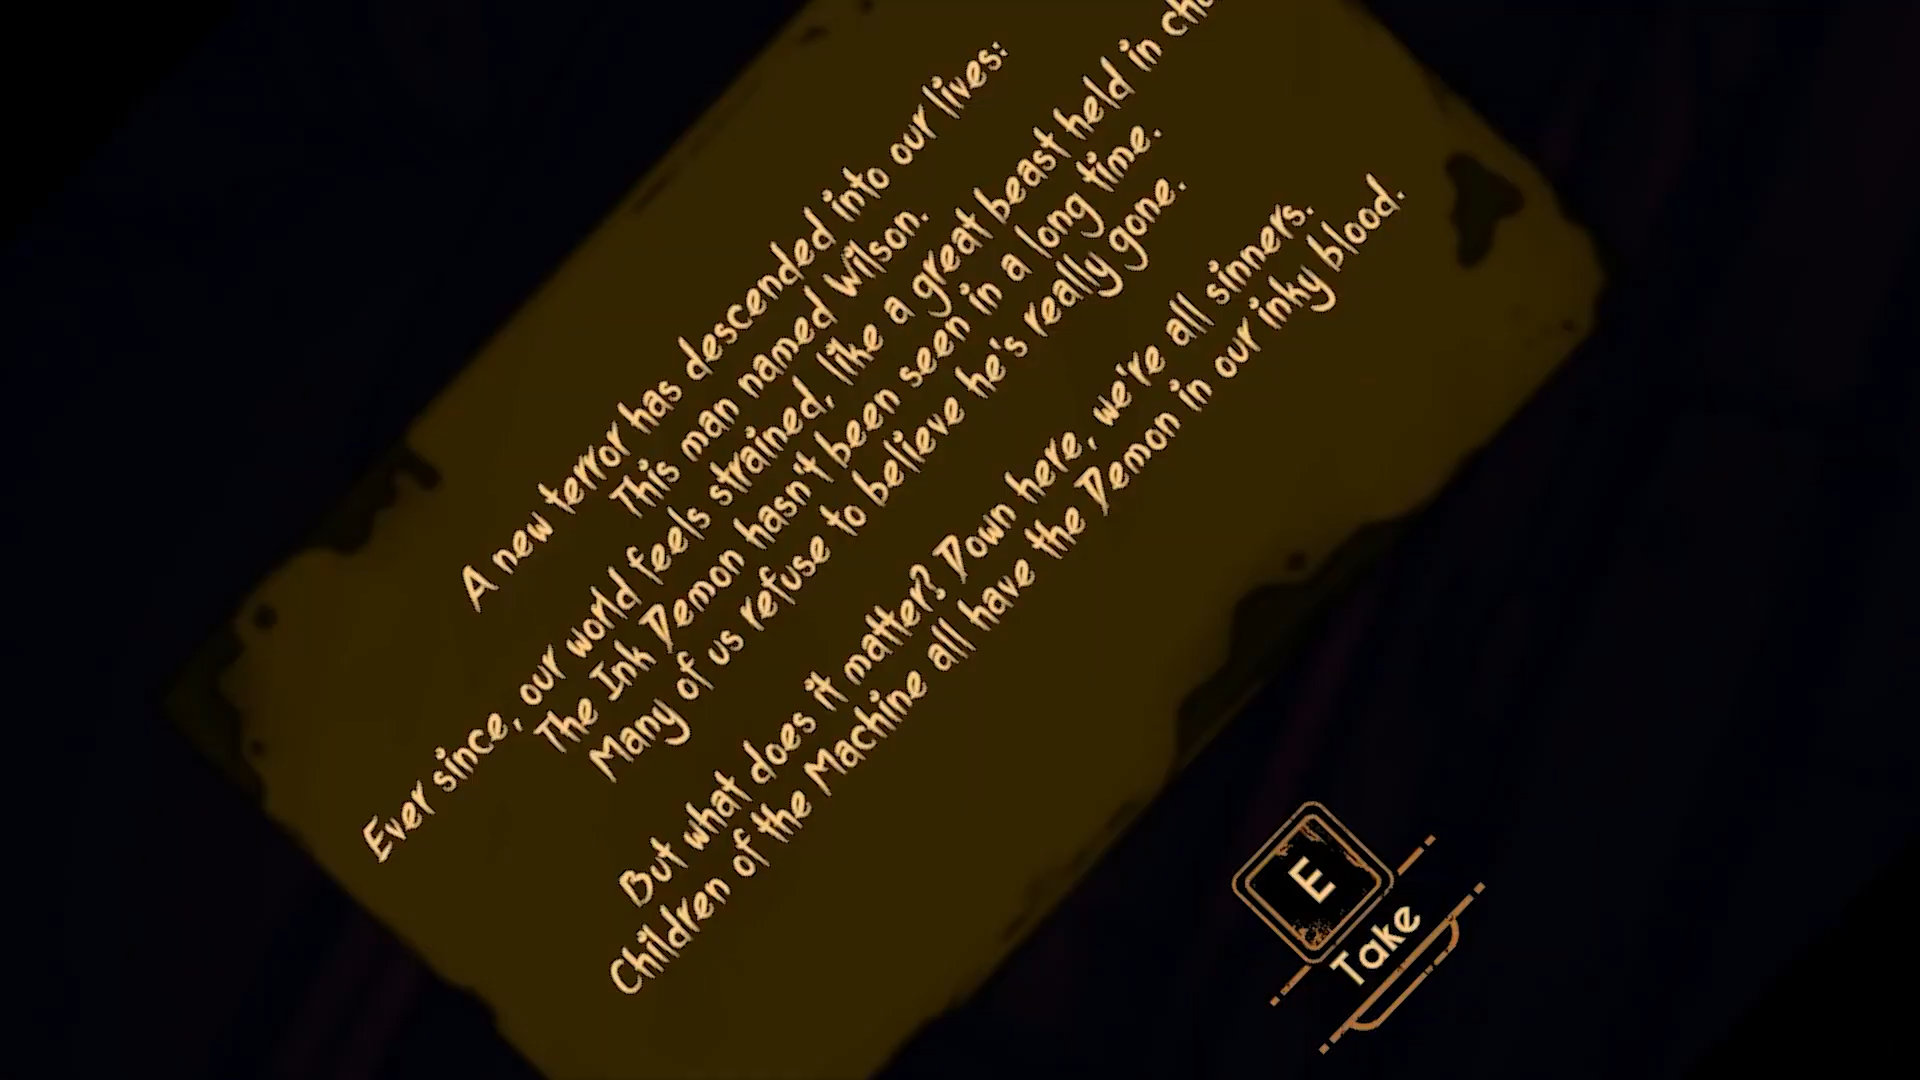 A new terror has descended into our lives:
This man named Wilson.
Ever since, our world feels strained, like a great beast held in
The Ink Demon hasn't been seen in a long time.
Many of us refuse to believe he's really gone.
But what does it matter? Down here, we're all sinners.
Children of the Machine all have the Demon in our inky blood.
E
Take